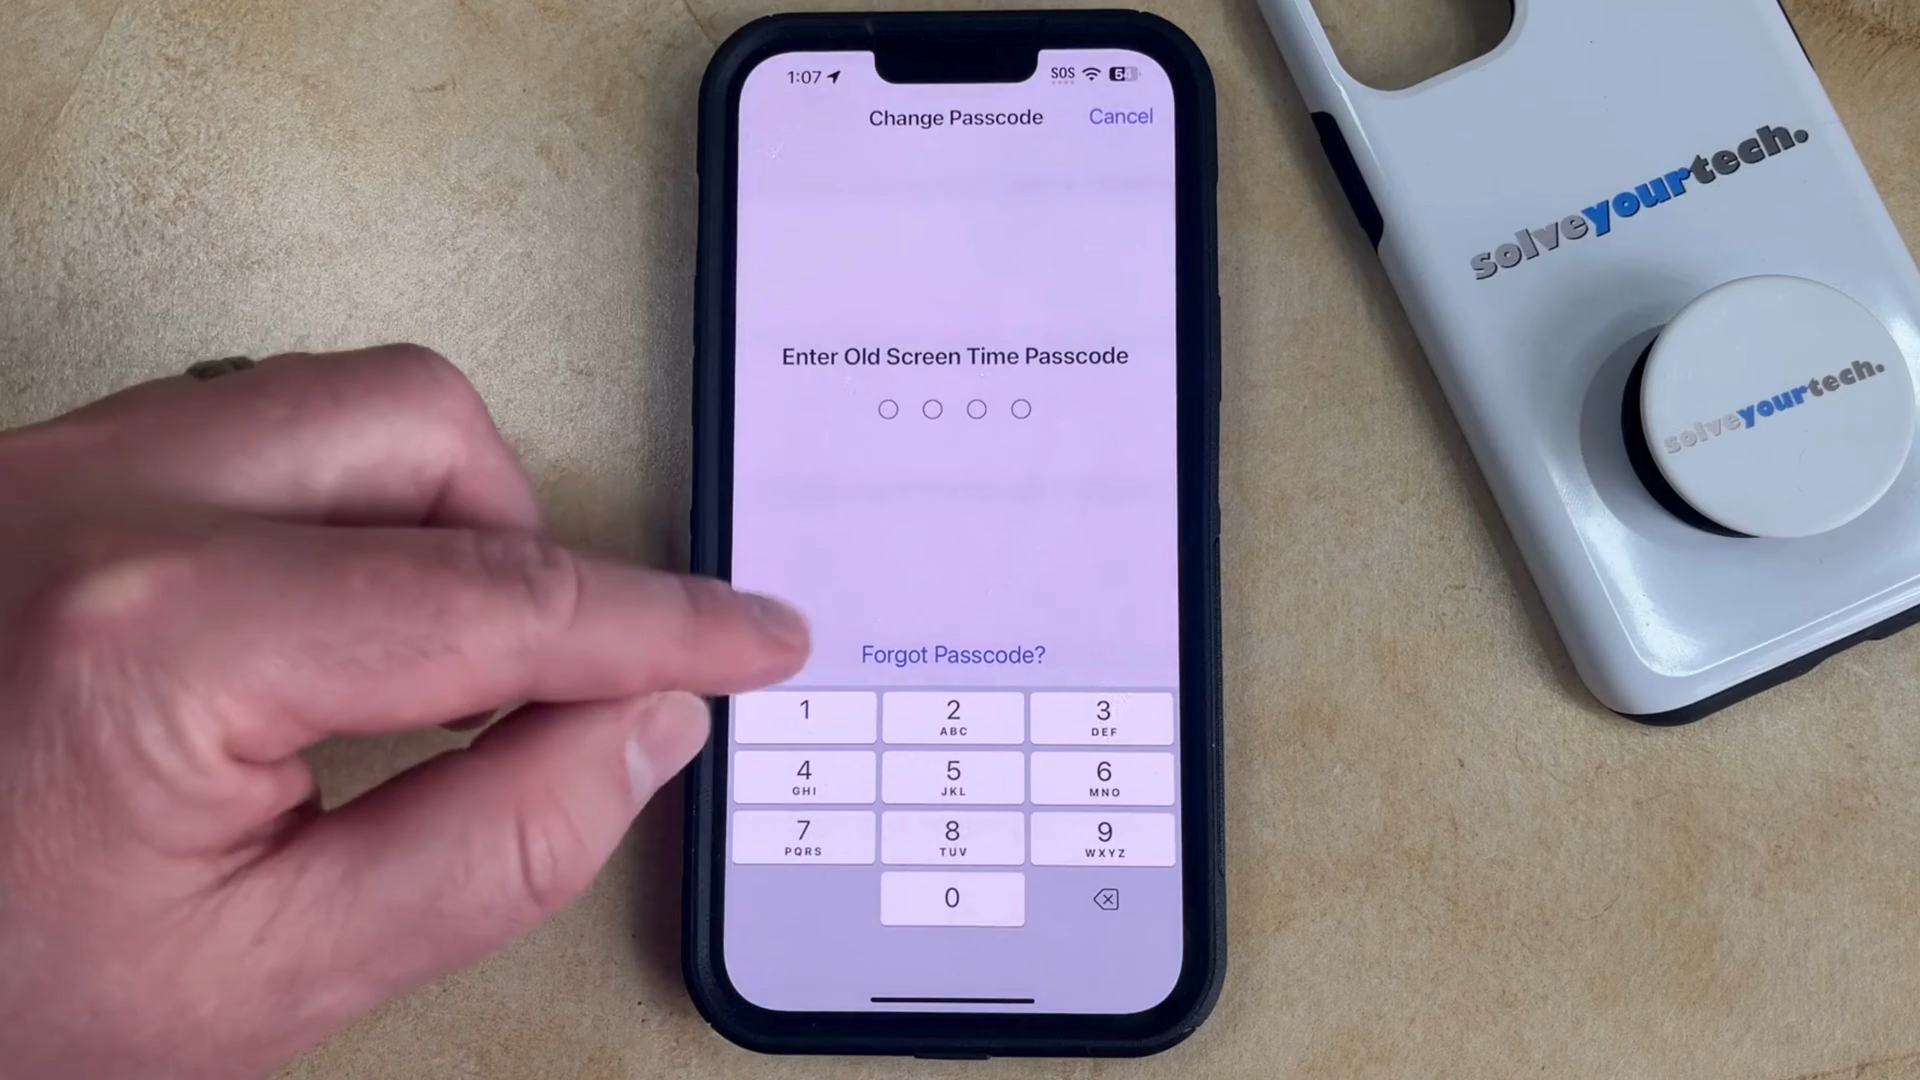 1:07
SOS
Change Passcode
Cancel
Enter Old Screen Time Passcode
Forgot Passcode?
1
2
ABC
3
DEF
4
GHI
5
JKL
6
MNO
7
PQRS
8
TUV
9
WXYZ
0
solveyourtech.
solveyourtech.